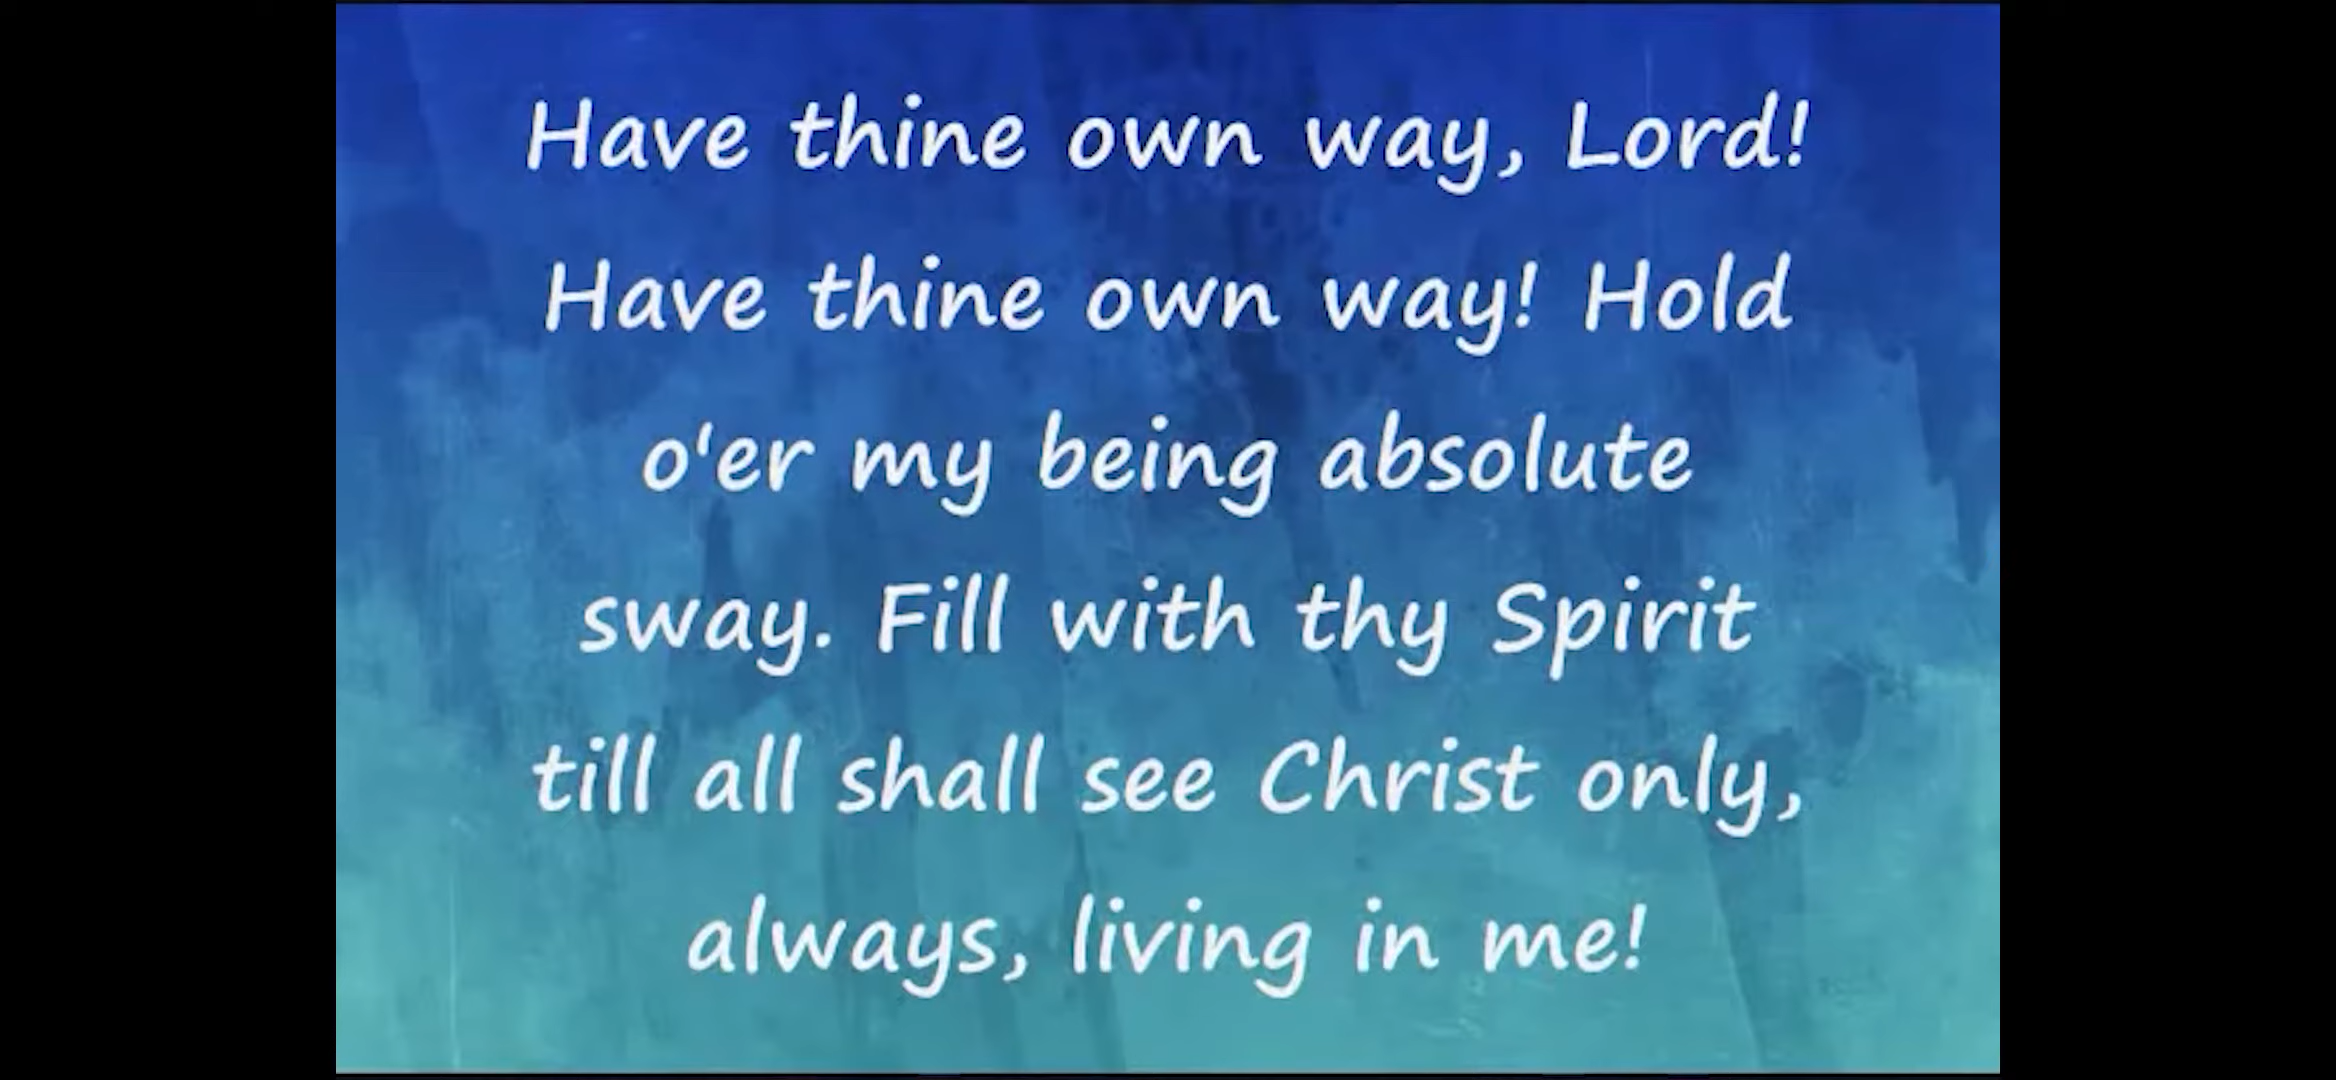 Have thine own way, Lord!
Have thine own way! Hold
o'er my being absolute
sway. Fill with thy Spirit
till all shall see Christ only,
always, living in me!